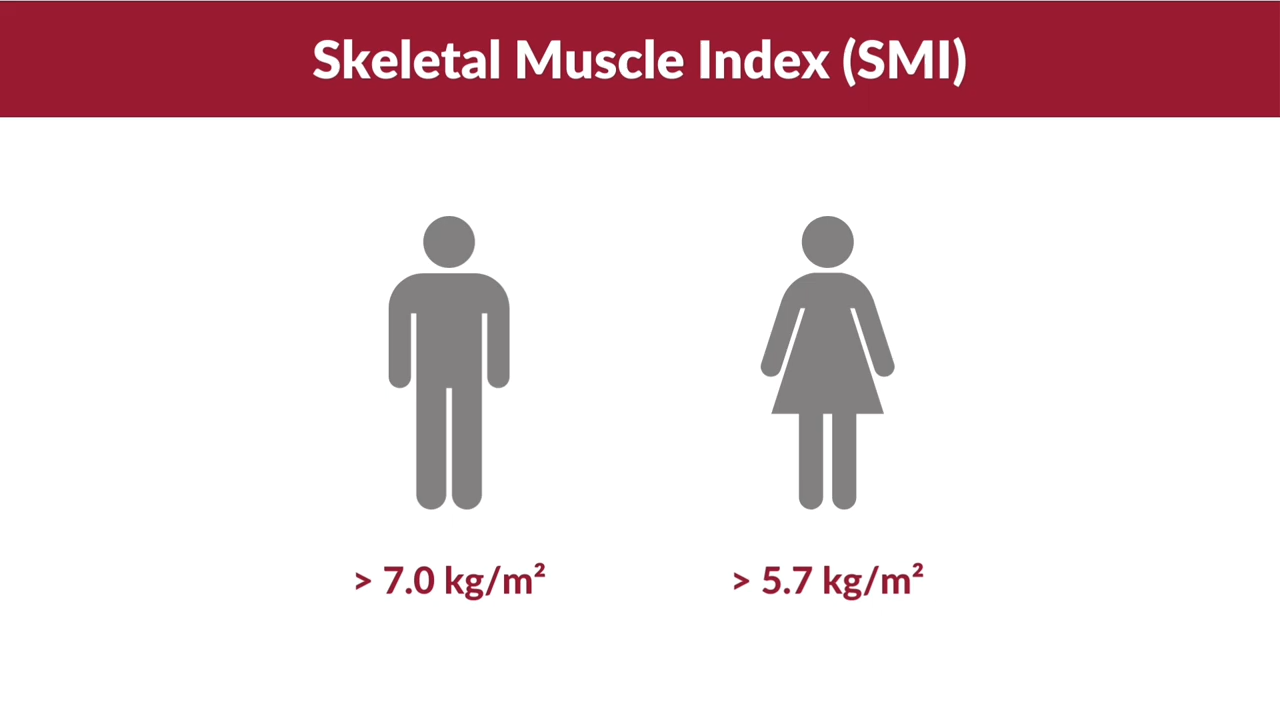 Skeletal Muscle Index (SMI)
> 7.0 kg/m²
> 5.7 kg/m²